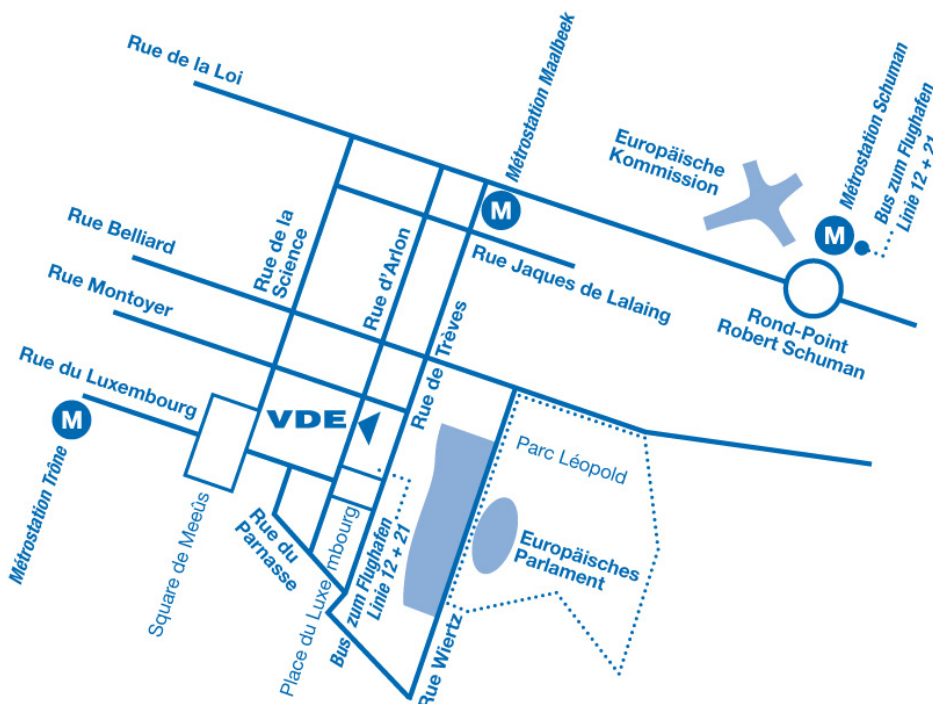 Rue de la Loi
Métrostation Maalbeek
Europäische
Kommission
Métrostation Schuman
Bus zum Flughafen
Linie 12 + 21
M
M
Rue Belliard
Rue de la
Science
Rue d'Arlon
Rue Jaques de Lalaing
Rue Montoyer
Rond-Point
Robert Schuman
Rue de Trèves
Rue du Luxembourg
M
VDE
Parc Léopold
Métrostation Trône
Square de Meeûs
Rue du
Parnasse
Place du Luxembourg
Bus zum Flughafen
Linie 12 + 21
Europäisches
Parlament
Rue Wiertz